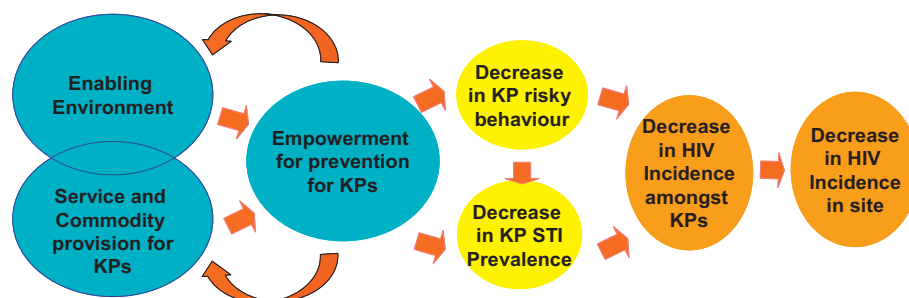 Enabling
Environment
Service and
Commodity
provision for
KPs
Empowerment
for prevention
for KPs
Decrease
in KP risky
behaviour
Decrease
in KP STI
Prevalence
Decrease
in HIV
Incidence
amongst
KPs
Decrease
in HIV
Incidence
in site